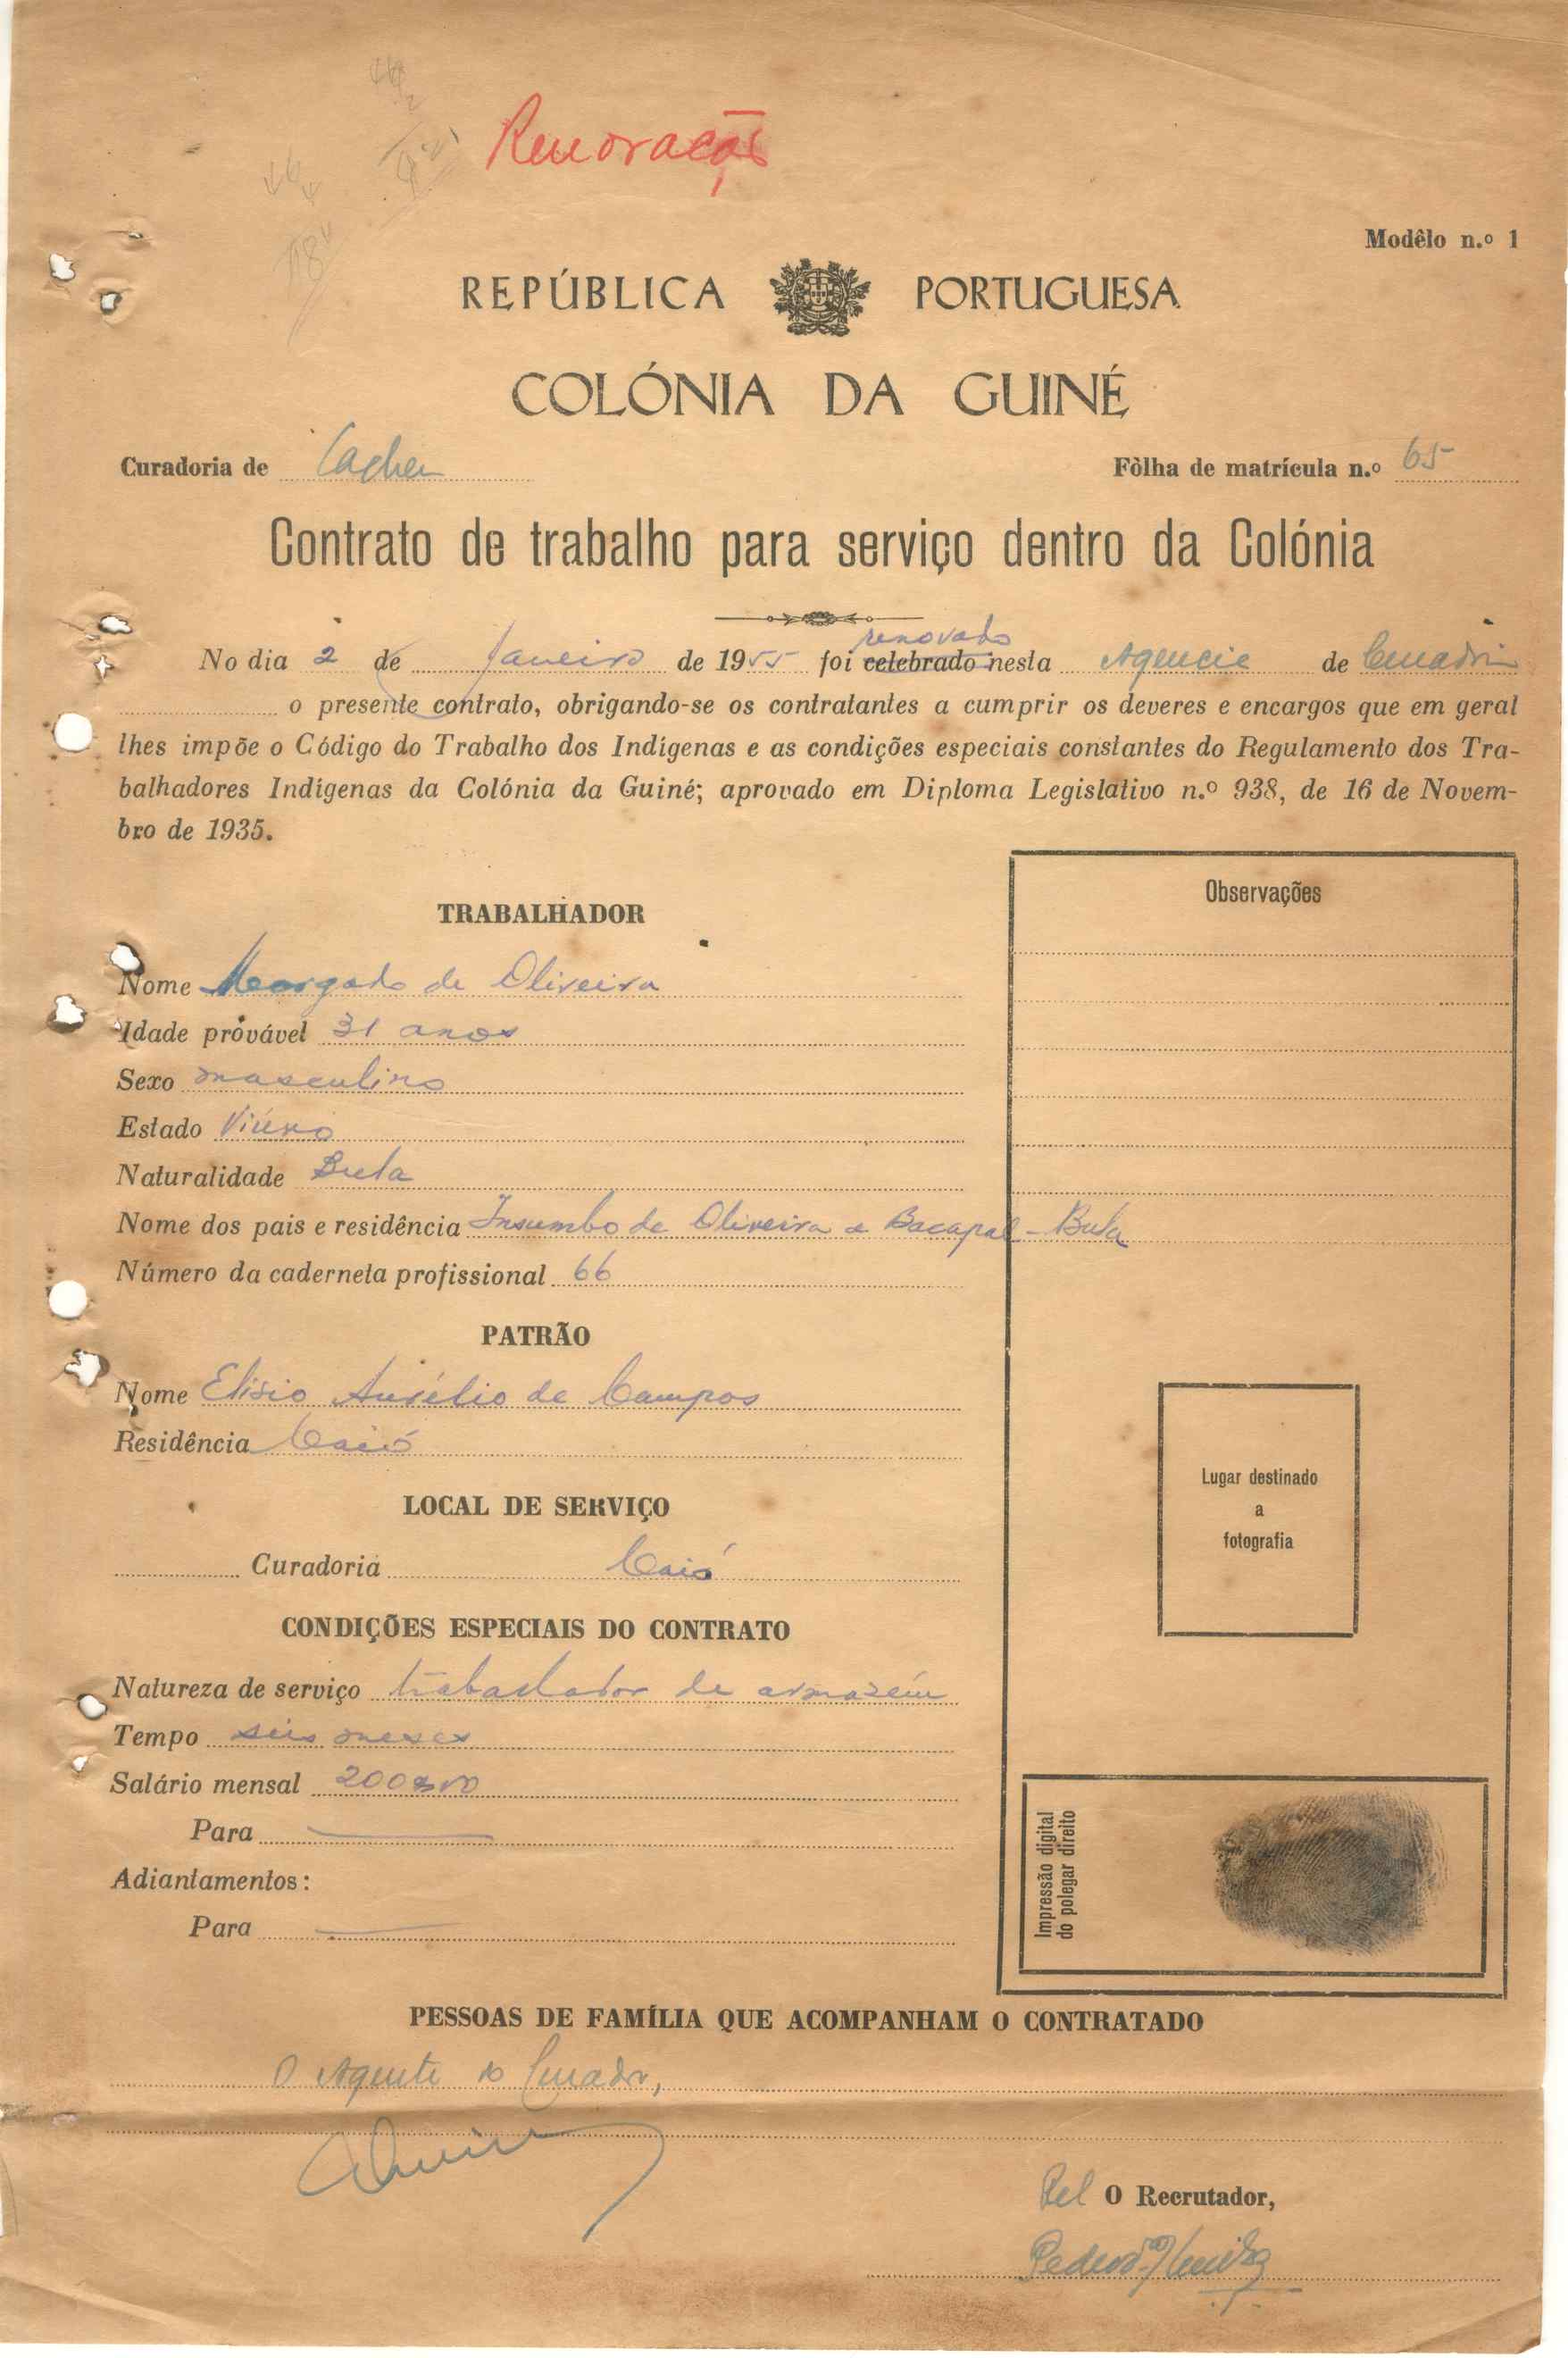 Renovação
Modêlo n.º 1
REPÚBLICA PORTUGUESA
COLÓNIA DA GUINÉ
Curadoria de Cacheu
Fôlha de matrícula n.º 65
Contrato de trabalho para serviço dentro da Colónia
renovado
No dia 2 de Janeiro de 1955 foi celebrado nesta Agencia de
o presente contrato, obrigando-se os contratantes a cumprir os deveres e encargos que em geral
lhes impõe o Código do Trabalho dos Indígenas e as condições especiais constantes do Regulamento dos Tra-
balhadores Indígenas da Colónia da Guiné; aprovado em Diploma Legislativo n.º 938, de 16 de Novem-
bro de 1935.
Observações
TRABALHADOR
Nome Morgado de Oliveira
Idade provável 31 anos
Sexo masculino
Estado Viúvo
Naturalidade Bula
Nome dos pais e residência Insumbo de Oliveira e Bacapal - Bula
Número da caderneta profissional 66
PATRÃO
Nome Elisio Aurélio de Campos
Residência Caió
Lugar destinado
a
fotografia
LOCAL DE SERVIÇO
Curadoria Caió
CONDIÇÕES ESPECIAIS DO CONTRATO
Natureza de serviço trabalhador de armazém
Tempo seis meses
Salário mensal 200$00
Para
Adiantamentos:
Para
Impressão digital
do polegar direito
PESSOAS DE FAMÍLIA QUE ACOMPANHAM O CONTRATADO
O Agente do Curador,
Pel O Recrutador,